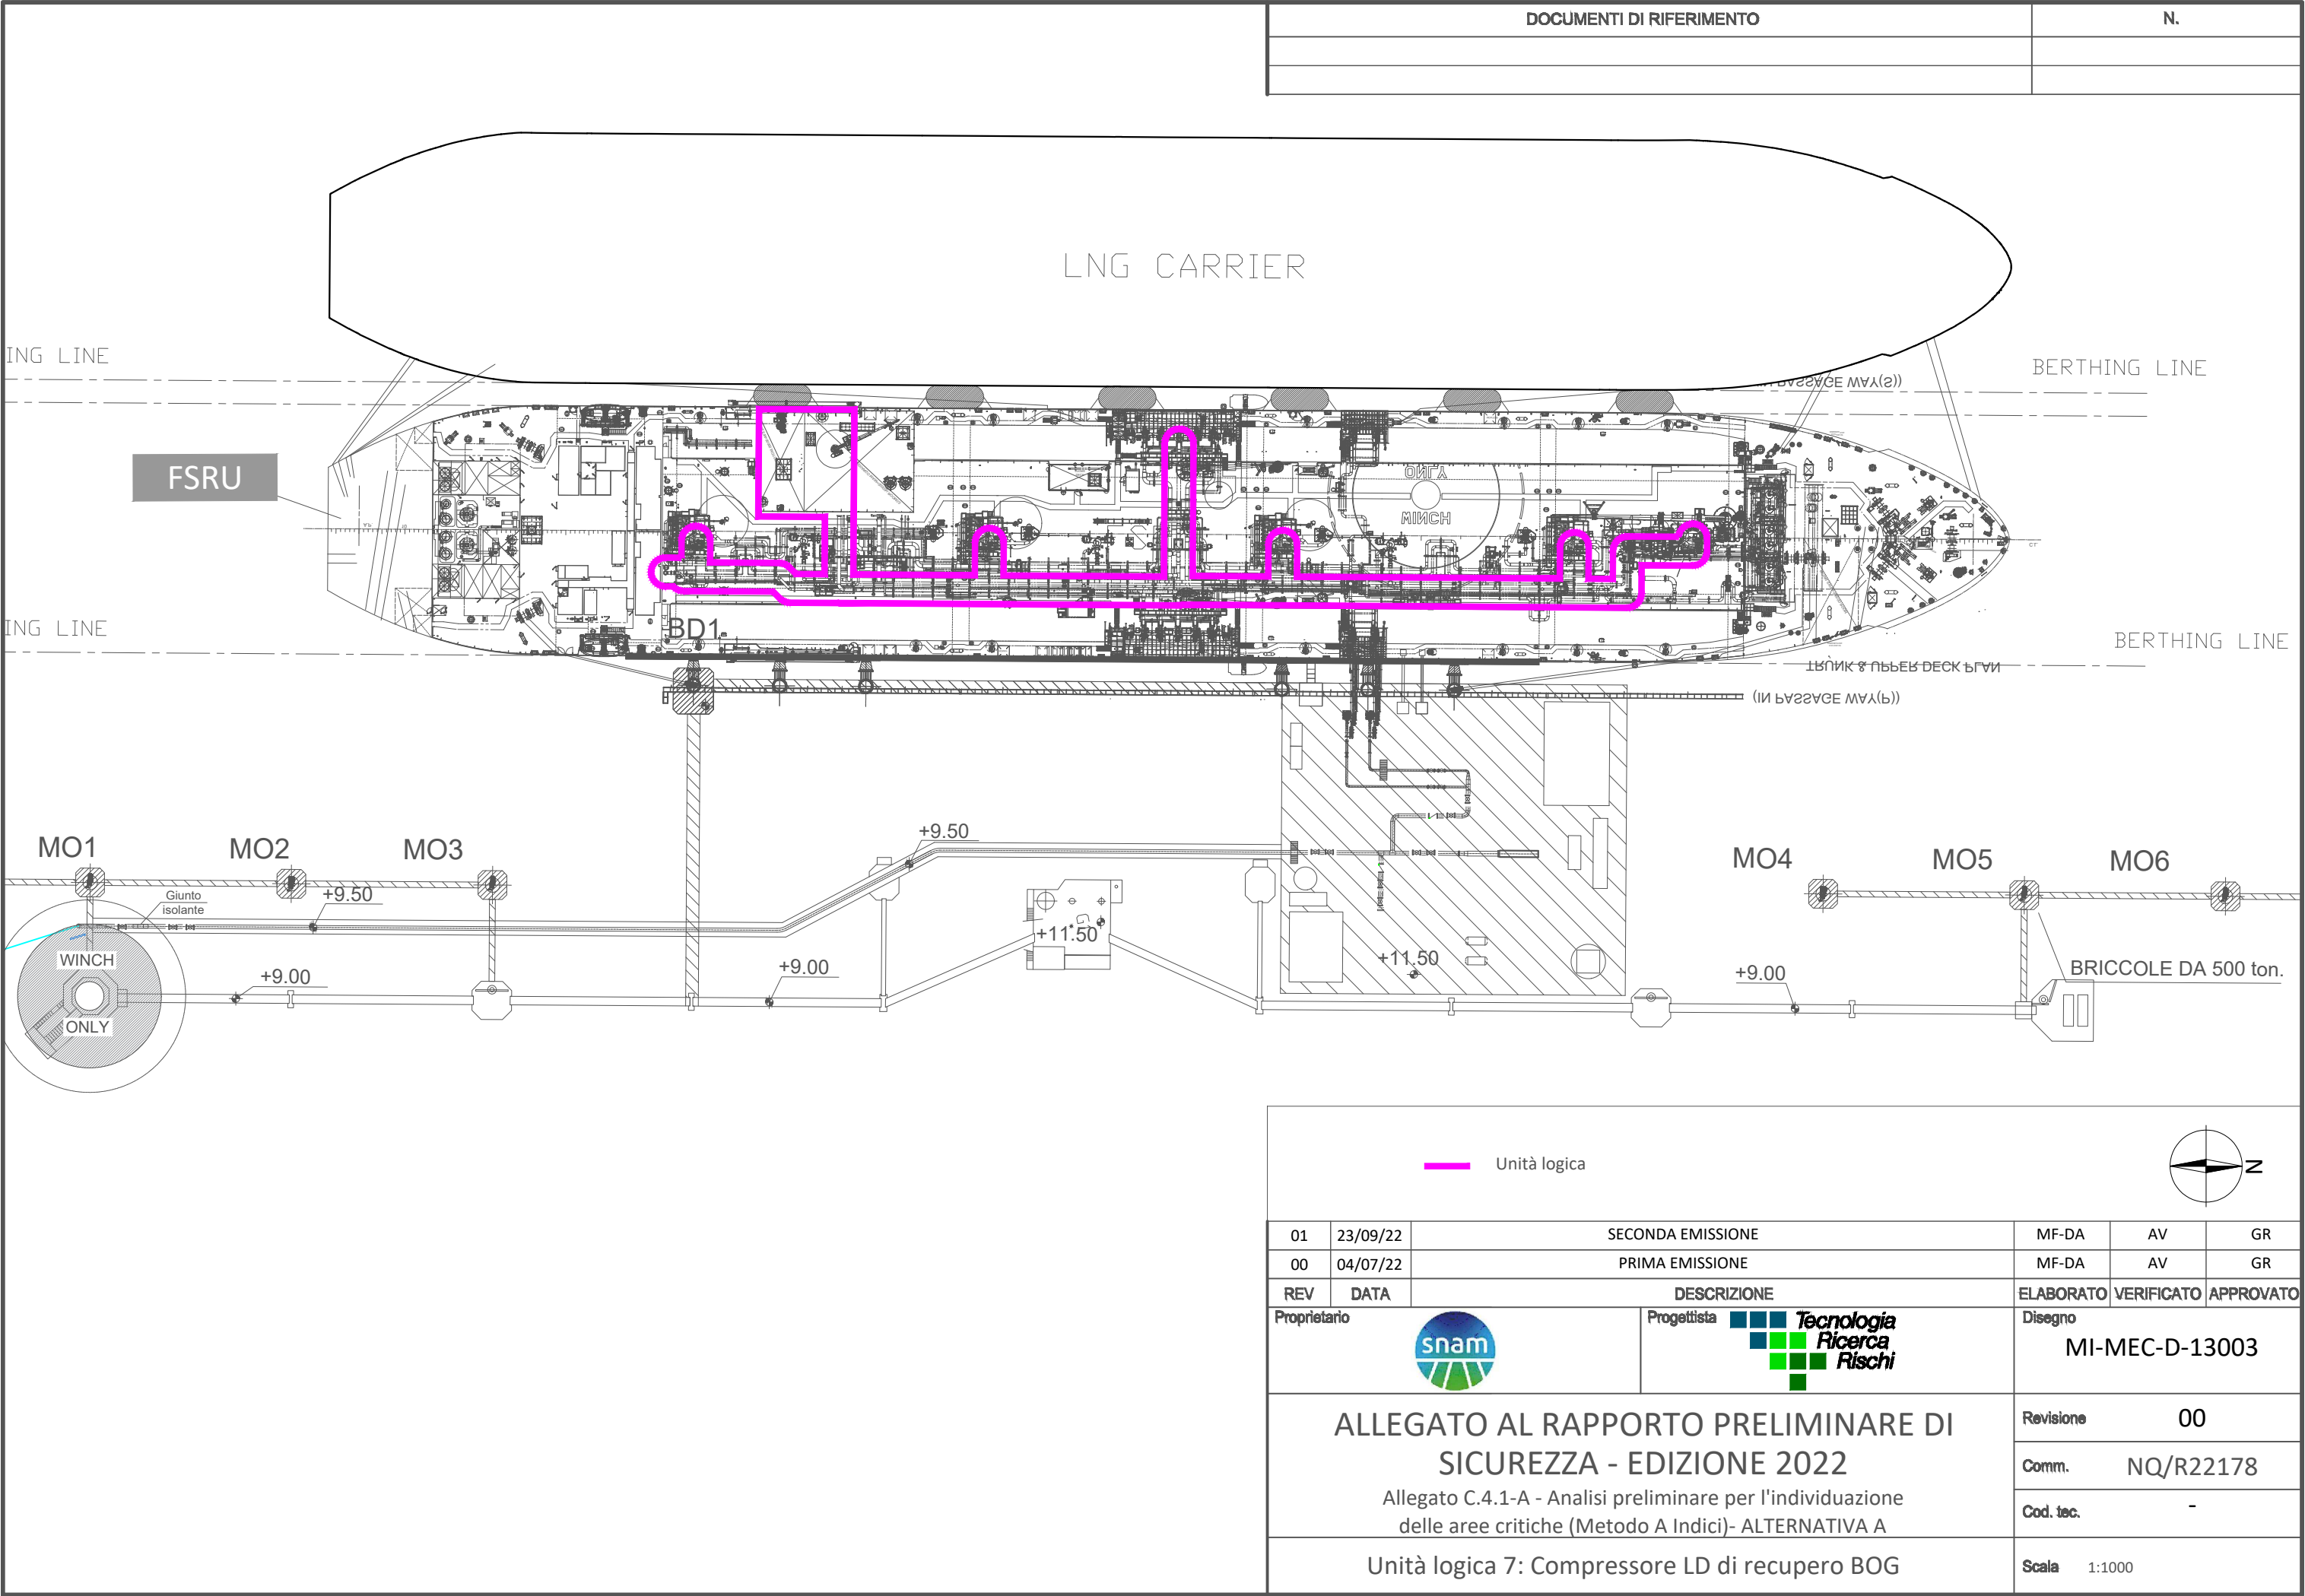 DOCUMENTI DI RIFERIMENTO N.
LNG CARRIER
ING LINE
BERTHING LINE
PASSAGE WAY(S))
FSRU
ONLY
WINCH
ING LINE
BD1
BERTHING LINE
TRUNK & UPPER DECK PLAN
(IN PASSAGE WAY(P))
MO1 MO2 MO3
+9.50
MO4 MO5 MO6
Giunto
isolante
+9.50
WINCH
ONLY
+9.00
+9.00
+11.50
+11.50
+9.00
BRICCOLE DA 500 ton.
Unità logica
N
01 23/09/22 SECONDA EMISSIONE MF-DA AV GR
00 04/07/22 PRIMA EMISSIONE MF-DA AV GR
REV DATA DESCRIZIONE ELABORATO VERIFICATO APPROVATO
Proprietario
snam
Progettista
Tecnologia
Ricerca
Rischi
Disegno
MI-MEC-D-13003
ALLEGATO AL RAPPORTO PRELIMINARE DI
SICUREZZA - EDIZIONE 2022
Allegato C.4.1-A - Analisi preliminare per l'individuazione
delle aree critiche (Metodo A Indici)- ALTERNATIVA A
Revisione 00
Comm. NQ/R22178
Cod. tec. -
Unità logica 7: Compressore LD di recupero BOG
Scala 1:1000